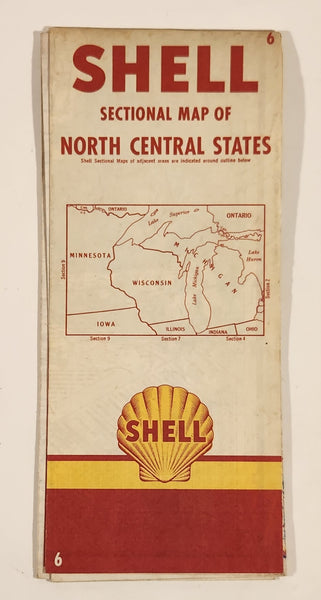 6
SHELL
SECTIONAL MAP OF
NORTH CENTRAL STATES
Shell Sectional Maps of adjacent areas are indicated around outline below
ONTARIO
Lake Superior
ONTARIO
MINNESOTA
MICHIGAN
Lake Huron
Section 9
WISCONSIN
Lake Michigan
Section 2
IOWA
ILLINOIS
INDIANA
OHIO
Section 9
Section 7
Section 4
SHELL
6